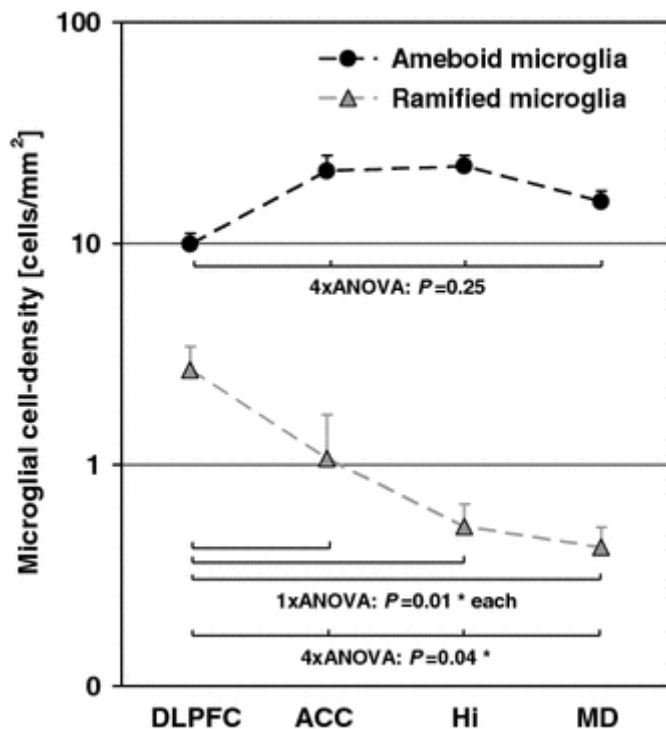 100
Ameboid microglia
Ramified microglia
Microglial cell-density [cells/mm²]
10
4xANOVA: P=0.25
1
1xANOVA: P=0.01 * each
4xANOVA: P=0.04 *
0
DLPFC ACC Hi MD